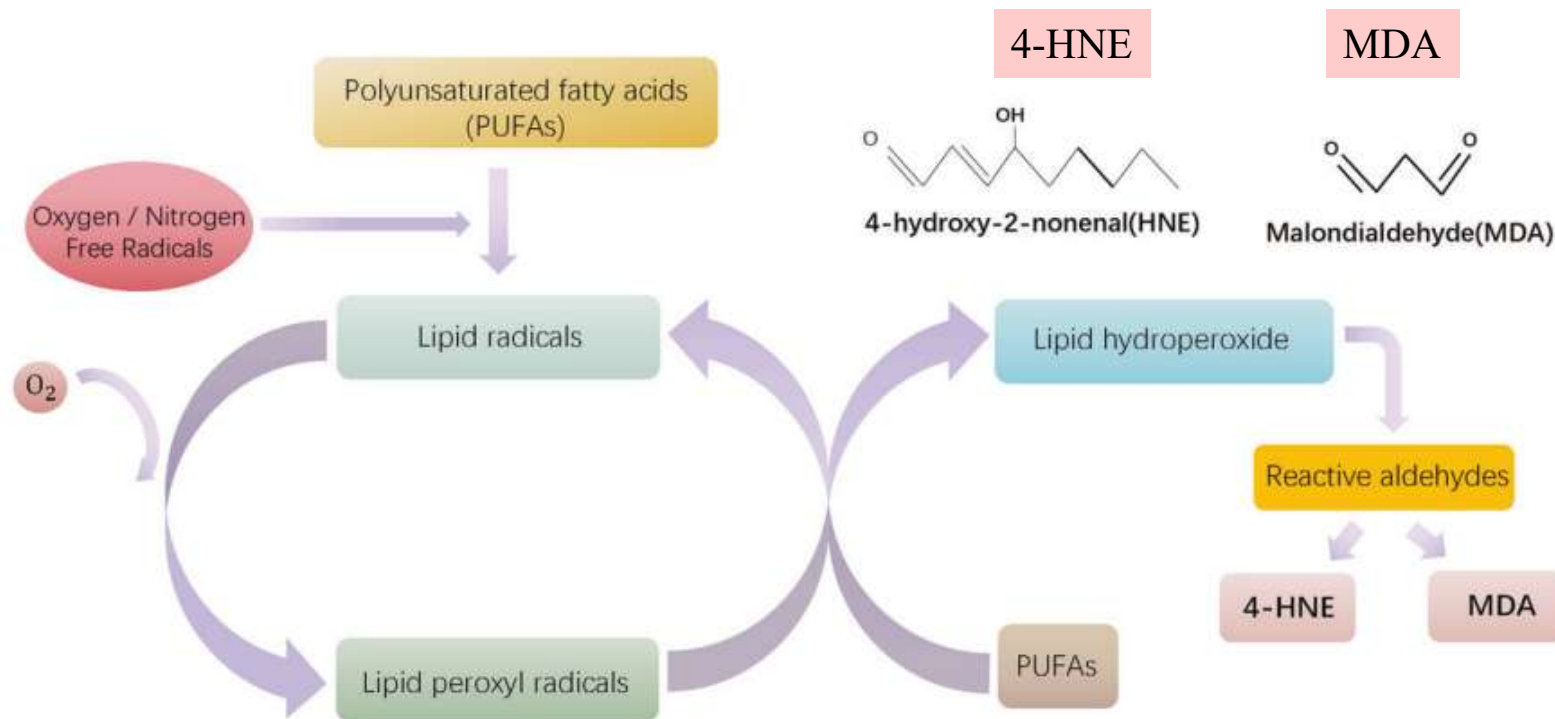 4-HNE
MDA
Polyunsaturated fatty acids
(PUFAs)
OH
O
O
O
Oxygen / Nitrogen
Free Radicals
4-hydroxy-2-nonenal(HNE)
Malondialdehyde(MDA)
Lipid radicals
Lipid hydroperoxide
O₂
Reactive aldehydes
4-HNE
MDA
PUFAs
Lipid peroxyl radicals